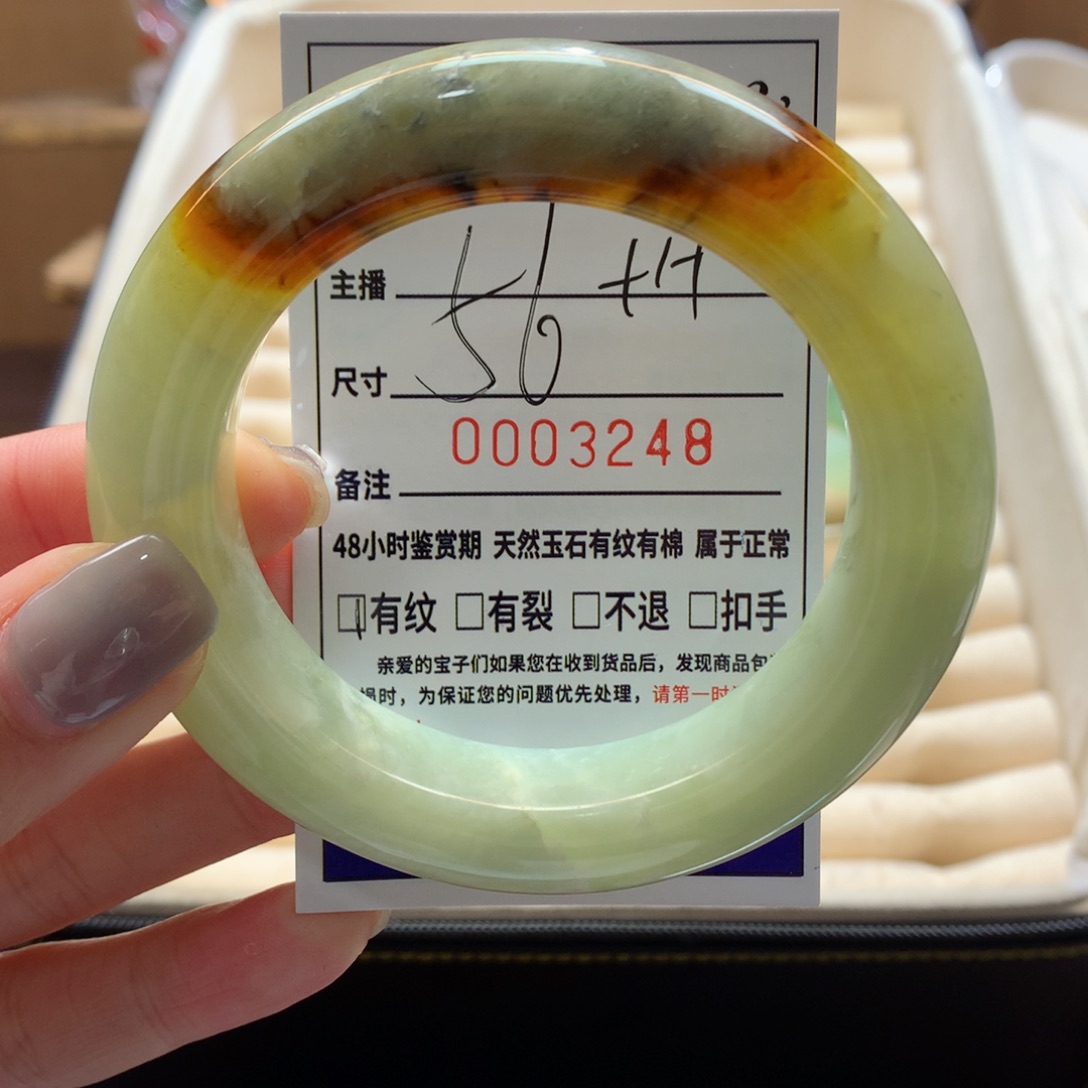 主播
尺寸 56
0003248
备注
48小时鉴赏期 天然玉石有纹有棉 属于正常
□有纹 □有裂 □不退 □扣手
亲爱的宝子们如果您在收到货品后，发现商品包
损时，为保证您的问题优先处理，请第一时